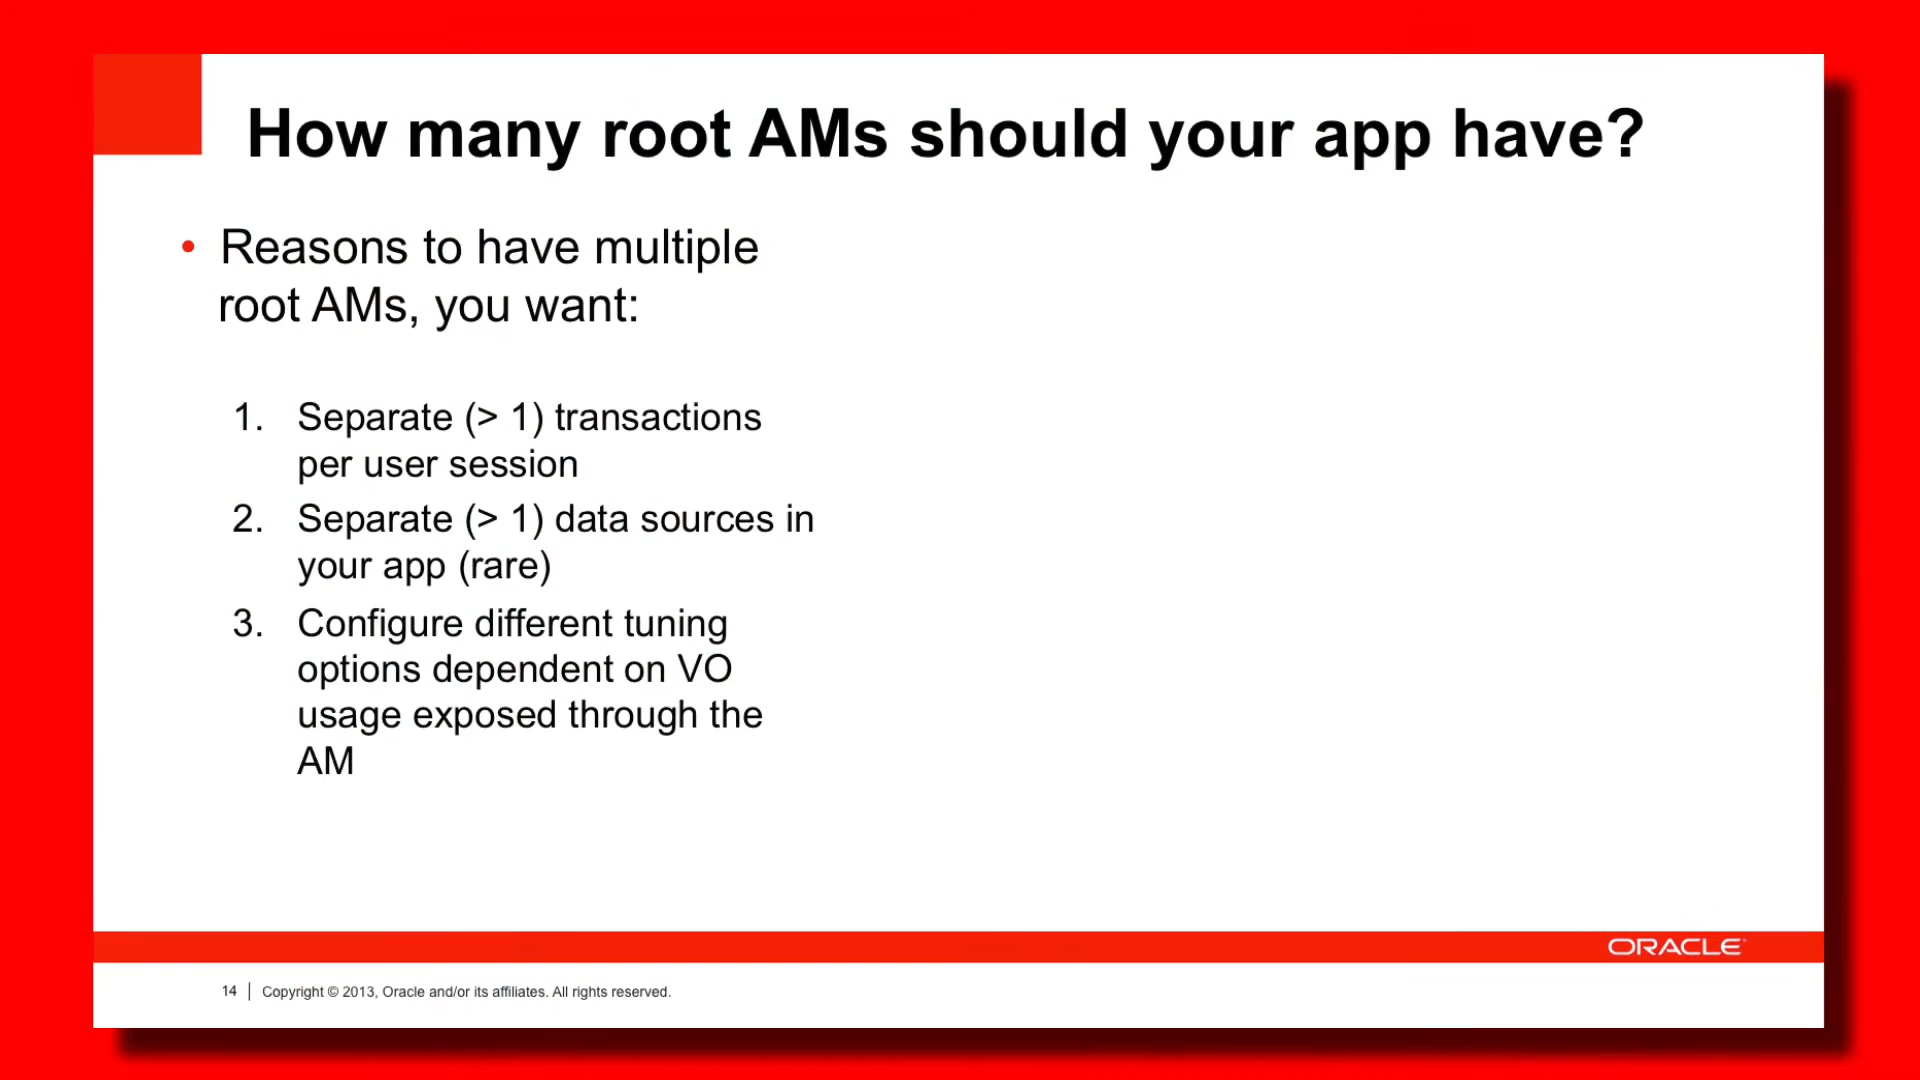 How many root AMs should your app have?
• Reasons to have multiple
root AMs, you want:
1. Separate (> 1) transactions
per user session
2. Separate (> 1) data sources in
your app (rare)
3. Configure different tuning
options dependent on VO
usage exposed through the
AM
ORACLE
14 | Copyright © 2013, Oracle and/or its affiliates. All rights reserved.